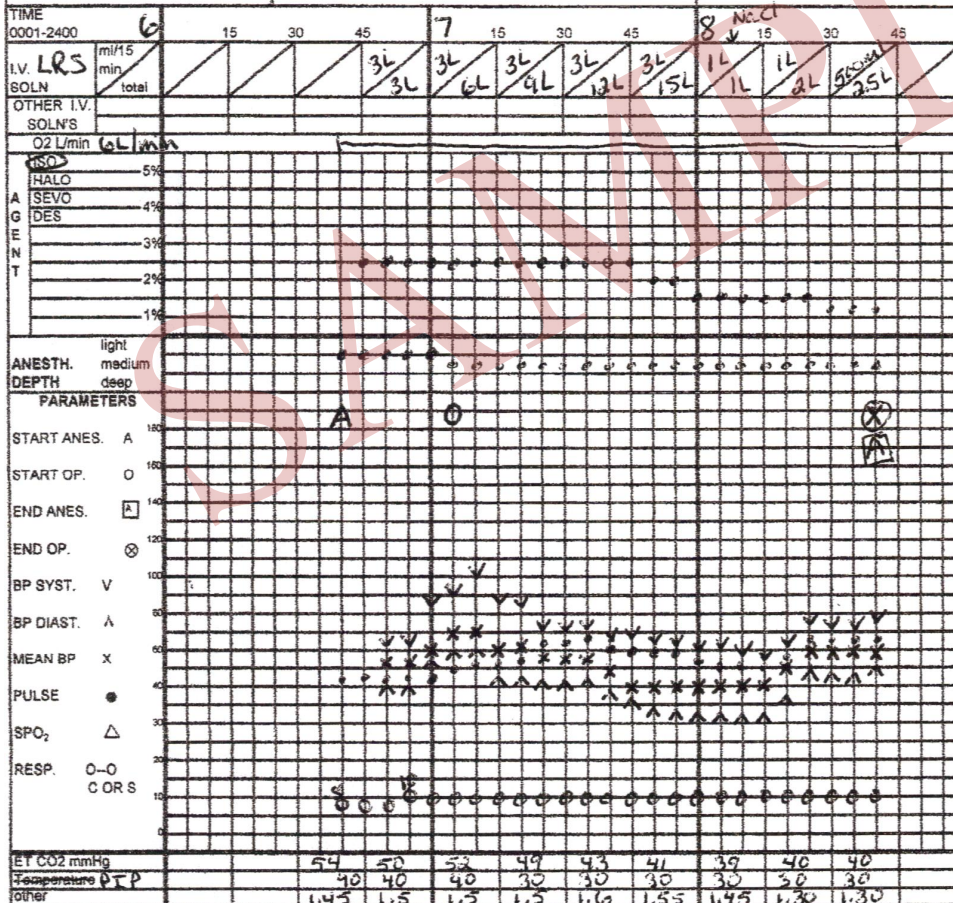 TIME
0001-2400 6 15 30 45 7 15 30 45 8 NaCl 15 30 45
I.V. LRS ml/15 min 3L 3L 3L 3L 3L 1L 1L 500ml
SOLN total 3L 6L 9L 12L 15L 1L 2L 2.5L
OTHER I.V.
SOLN'S
O2 L/min 6L/min
ISO 5%
HALO
SEVO 4%
DES
AGENT
3%
2%
1%
light
ANESTH. medium
DEPTH deep
PARAMETERS
A O X
180
START ANES. A
A
160
START OP. O
140
END ANES. A
120
END OP. ⊗
100
BP SYST. V
80
BP DIAST. Λ
60
MEAN BP X
40
PULSE ●
30
SPO₂ △
20
RESP. O--O
C OR S
10
0
ET CO2 mmHg 54 50 52 49 43 41 39 40 40
Temperature PIP 40 40 40 30 30 30 30 30 30
other 1.45 1.5 1.5 1.5 1.6 1.55 1.45 1.30 1.30
SAMPL